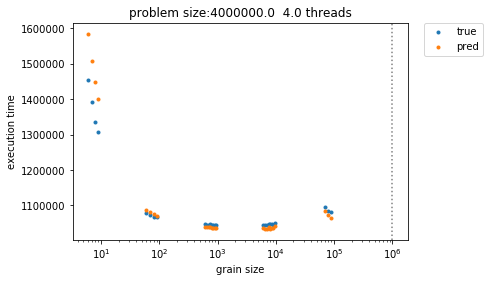 problem size:4000000.0  4.0 threads
execution time
1600000
1500000
1400000
1300000
1200000
1100000
10¹ 10² 10³ 10⁴ 10⁵ 10⁶
grain size
true
pred